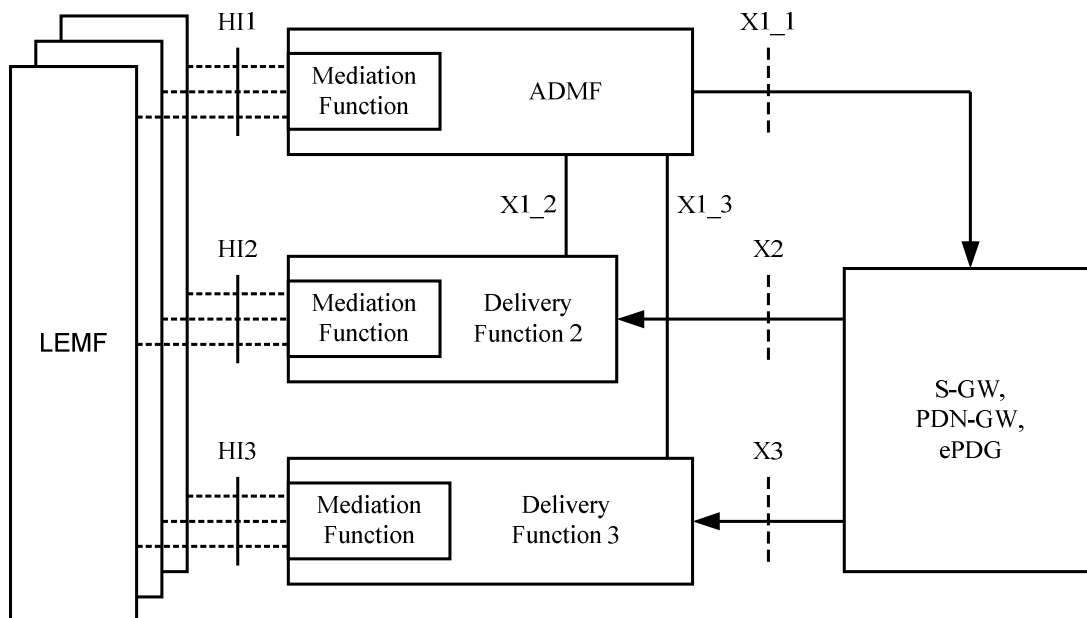 HI1
X1_1
Mediation
Function
ADMF
X1_2
X1_3
HI2
X2
Mediation
Function
Delivery
Function 2
LEMF
S-GW,
PDN-GW,
ePDG
HI3
X3
Mediation
Function
Delivery
Function 3